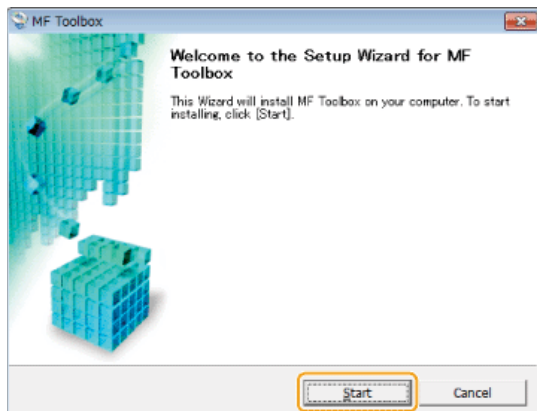 MF Toolbox
Welcome to the Setup Wizard for MF
Toolbox
This Wizard will install MF Toolbox on your computer. To start
installing, click [Start].
Start
Cancel